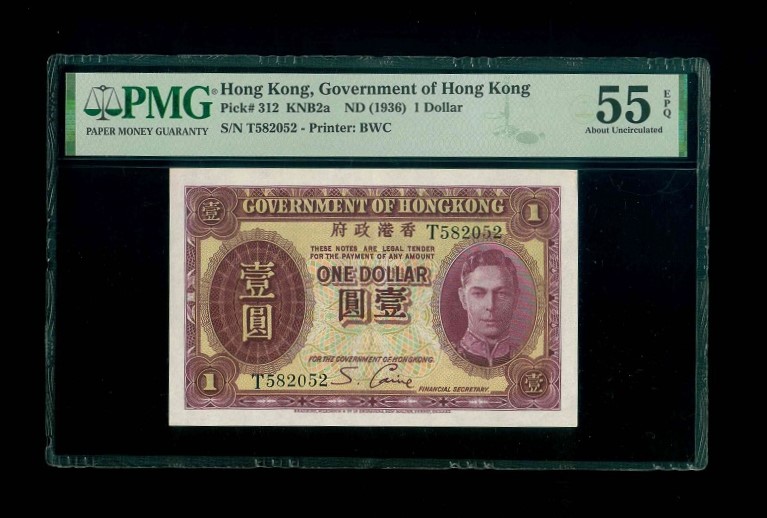 PMG®
PAPER MONEY GUARANTY
Hong Kong, Government of Hong Kong
Pick# 312 KNB2a ND (1936) 1 Dollar
S/N T582052 - Printer: BWC
55
About Uncirculated
EPQ
壹
GOVERNMENT OF HONGKONG
1
府政港香
T582052
THESE NOTES ARE LEGAL TENDER
FOR THE PAYMENT OF ANY AMOUNT
ONE DOLLAR
圓壹
壹圓
FOR THE GOVERNMENT OF HONGKONG.
1
T582052
S. Caine
FINANCIAL SECRETARY.
壹